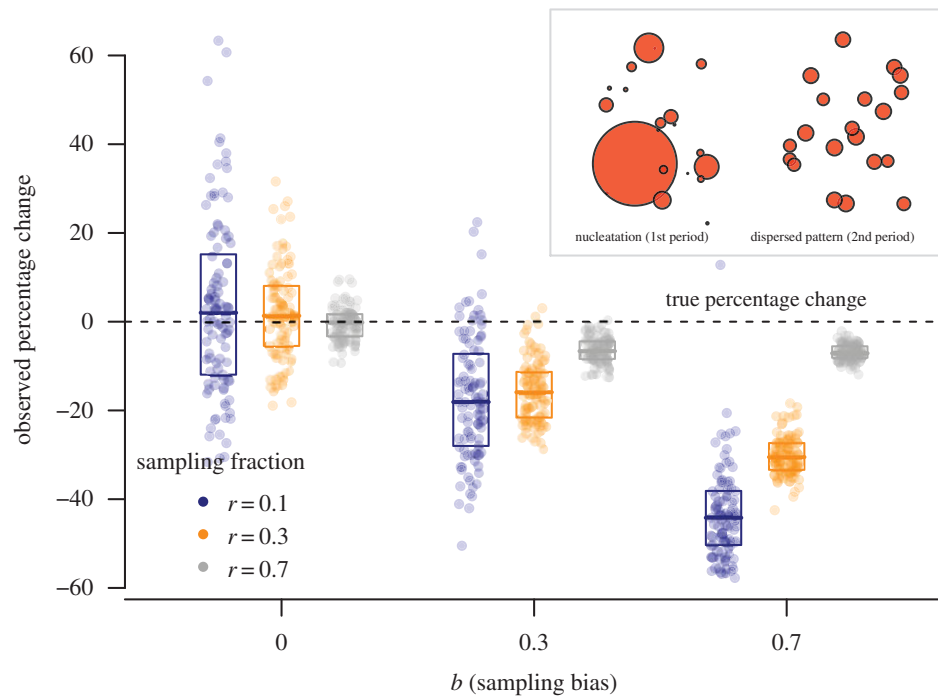 60
40
20
0
−20
−40
−60
observed percentage change
nucleatation (1st period)
dispersed pattern (2nd period)
true percentage change
sampling fraction
r = 0.1
r = 0.3
r = 0.7
0
0.3
0.7
b (sampling bias)